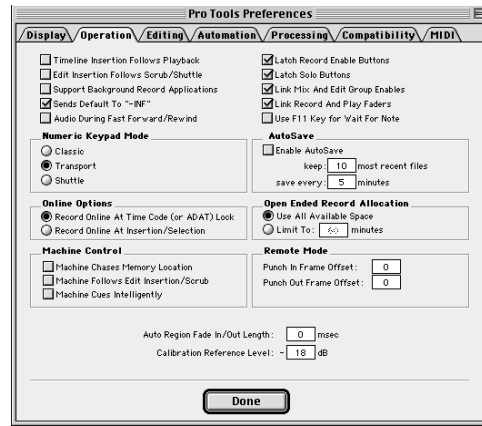 Pro Tools Preferences
Display Operation Editing Automation Processing Compatibility MIDI
Timeline Insertion Follows Playback
Edit Insertion Follows Scrub/Shuttle
Support Background Record Applications
Sends Default To "-INF"
Audio During Fast Forward/Rewind
Latch Record Enable Buttons
Latch Solo Buttons
Link Mix And Edit Group Enables
Link Record And Play Faders
Use F11 Key for Wait For Note
Numeric Keypad Mode
Classic
Transport
Shuttle
AutoSave
Enable AutoSave
keep: 10 most recent files
save every: 5 minutes
Online Options
Record Online At Time Code (or ADAT) Lock
Record Online At Insertion/Selection
Open Ended Record Allocation
Use All Available Space
Limit To: minutes
Machine Control
Machine Chases Memory Location
Machine Follows Edit Insertion/Scrub
Machine Cues Intelligently
Remote Mode
Punch In Frame Offset: 0
Punch Out Frame Offset: 0
Auto Region Fade In/Out Length: 0 msec
Calibration Reference Level: - 18 dB
Done